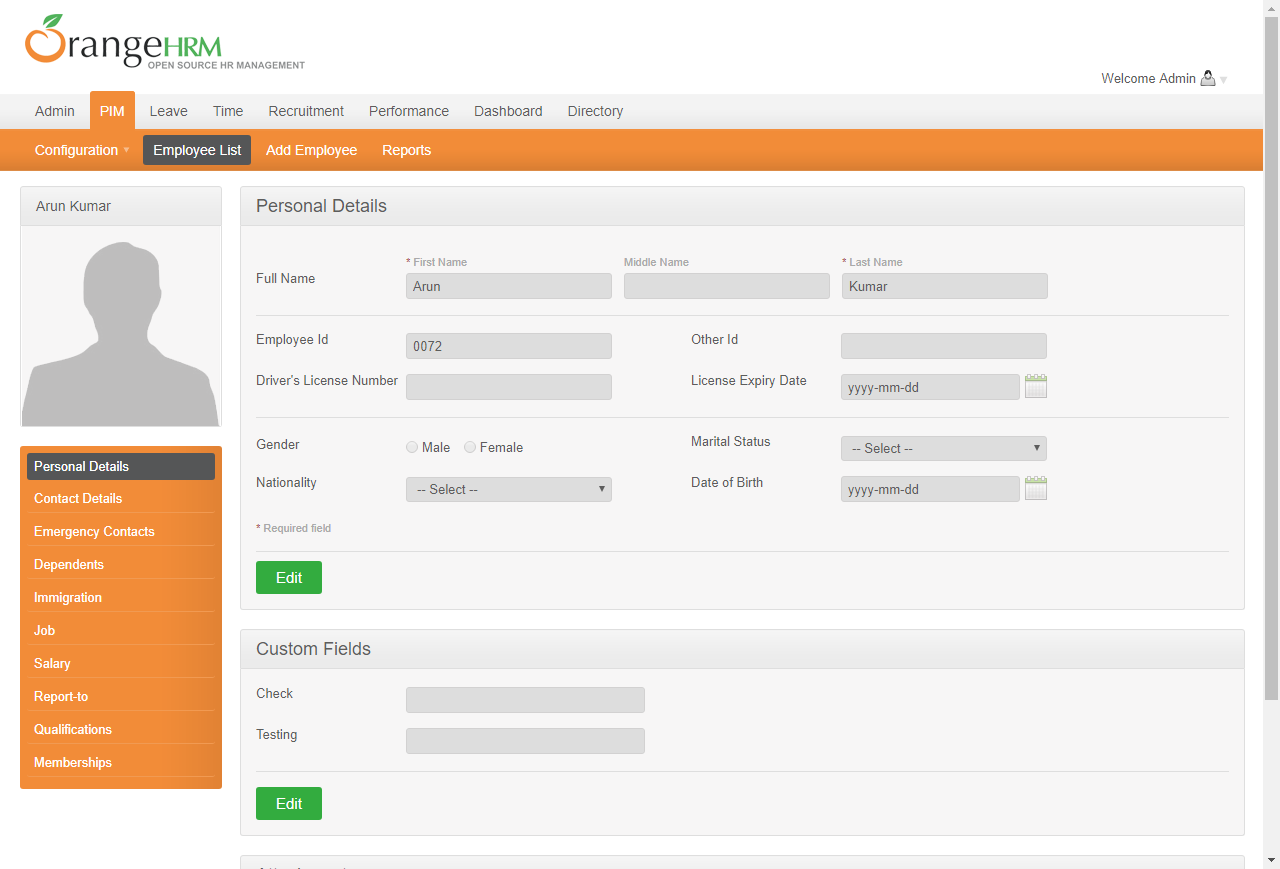 OrangeHRM
OPEN SOURCE HR MANAGEMENT
Welcome Admin
Admin PIM Leave Time Recruitment Performance Dashboard Directory
Configuration Employee List Add Employee Reports
Arun Kumar
Personal Details
Contact Details
Emergency Contacts
Dependents
Immigration
Job
Salary
Report-to
Qualifications
Memberships
Personal Details
* First Name Middle Name * Last Name
Full Name Arun Kumar
Employee Id 0072 Other Id
Driver's License Number License Expiry Date yyyy-mm-dd
Gender Male Female Marital Status -- Select --
Nationality -- Select -- Date of Birth yyyy-mm-dd
* Required field
Edit
Custom Fields
Check
Testing
Edit